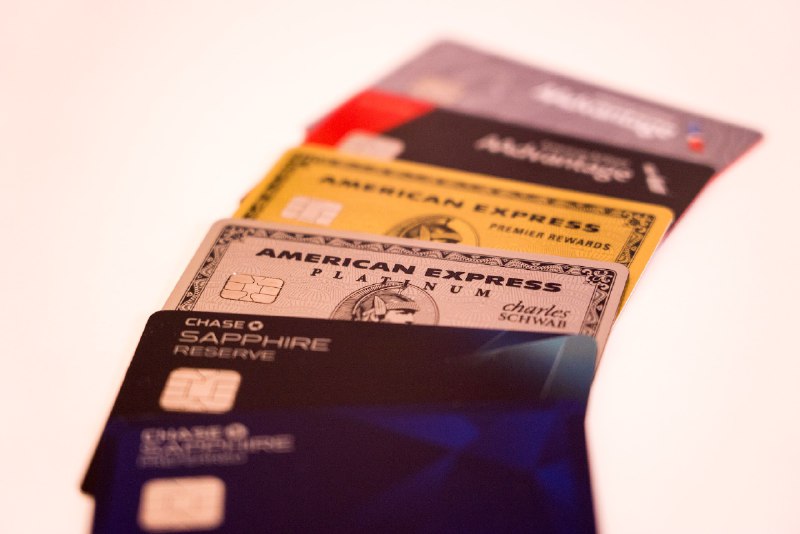 AAdvantage
AAdvantage
AMERICAN EXPRESS
PREMIER REWARDS
AMERICAN EXPRESS
PLATINUM
charles
SCHWAB
CHASE
SAPPHIRE
RESERVE
CHASE
SAPPHIRE